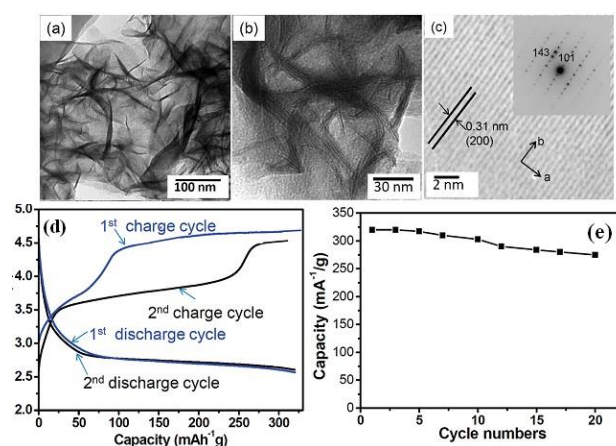 (a)
100 nm
(b)
30 nm
(c)
143
101
0.31 nm
(200)
b
a
2 nm
(d)
5.0
4.5
4.0
3.5
3.0
2.5
2.0
1st charge cycle
2nd charge cycle
1st discharge cycle
2nd discharge cycle
0 50 100 150 200 250 300
Capacity (mAh-1g)
(e)
350
300
250
200
150
100
50
0
Capacity (mA-1/g)
0 5 10 15 20
Cycle numbers